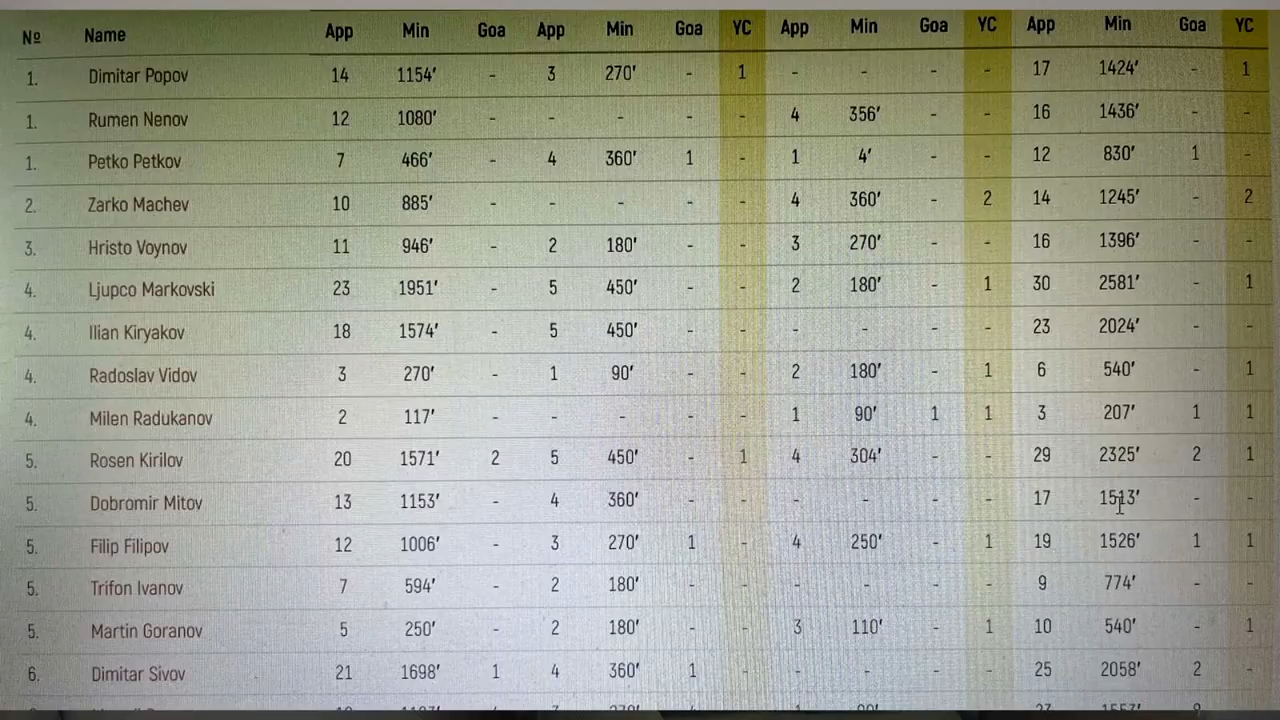 № Name App Min Goa App Min Goa YC App Min Goa YC App Min Goa YC
1. Dimitar Popov 14 1154′ - 3 270′ - 1 - - - - 17 1424′ - 1
1. Rumen Nenov 12 1080′ - - - - - 4 356′ - - 16 1436′ - -
1. Petko Petkov 7 466′ - 4 360′ 1 - 1 4′ - - 12 830′ 1 -
2. Zarko Machev 10 885′ - - - - - 4 360′ - 2 14 1245′ - 2
3. Hristo Voynov 11 946′ - 2 180′ - - 3 270′ - - 16 1396′ - -
4. Ljupco Markovski 23 1951′ - 5 450′ - - 2 180′ - 1 30 2581′ - 1
4. Ilian Kiryakov 18 1574′ - 5 450′ - - - - - - 23 2024′ - -
4. Radoslav Vidov 3 270′ - 1 90′ - - 2 180′ - 1 6 540′ - 1
4. Milen Radukanov 2 117′ - - - - - 1 90′ 1 1 3 207′ 1 1
5. Rosen Kirilov 20 1571′ 2 5 450′ - 1 4 304′ - - 29 2325′ 2 1
5. Dobromir Mitov 13 1153′ - 4 360′ - - - - - - 17 1513′ - -
5. Filip Filipov 12 1006′ - 3 270′ 1 - 4 250′ - 1 19 1526′ 1 1
5. Trifon Ivanov 7 594′ - 2 180′ - - - - - - 9 774′ - -
5. Martin Goranov 5 250′ - 2 180′ - - 3 110′ - 1 10 540′ - 1
6. Dimitar Sivov 21 1698′ 1 4 360′ 1 - - - - - 25 2058′ 2 -